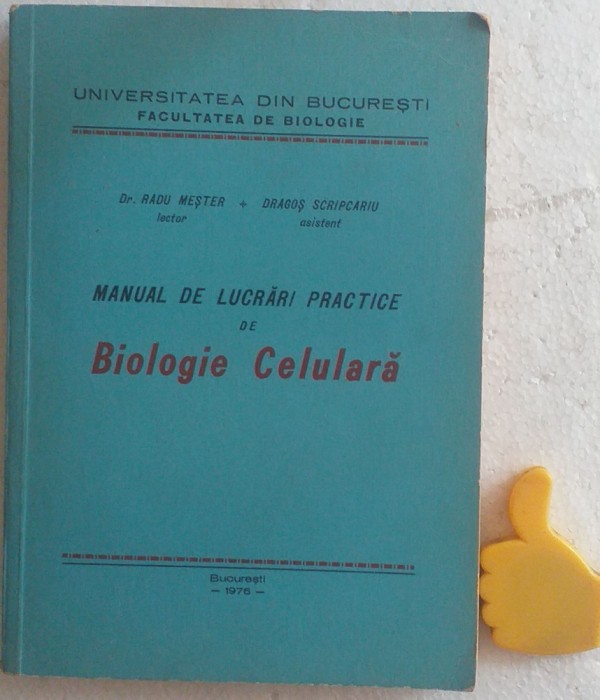 UNIVERSITATEA DIN BUCUREȘTI
FACULTATEA DE BIOLOGIE
Dr. RADU MEȘTER + DRAGOȘ SCRIPCARIU
lector asistent
MANUAL DE LUCRĂRI PRACTICE
DE
Biologie Celulară
București
— 1976 —